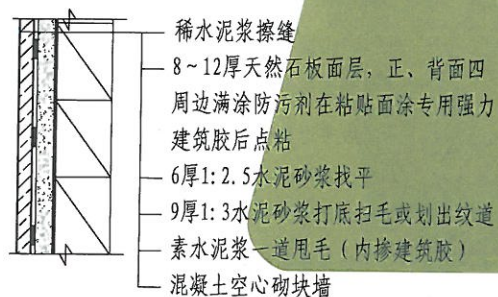 稀水泥浆擦缝
8~12厚天然石板面层，正、背面四
周边满涂防污剂在粘贴面涂专用强力
建筑胶后点粘
6厚1:2.5水泥砂浆找平
9厚1:3水泥砂浆打底扫毛或划出纹道
素水泥浆一道甩毛（内掺建筑胶）
混凝土空心砌块墙